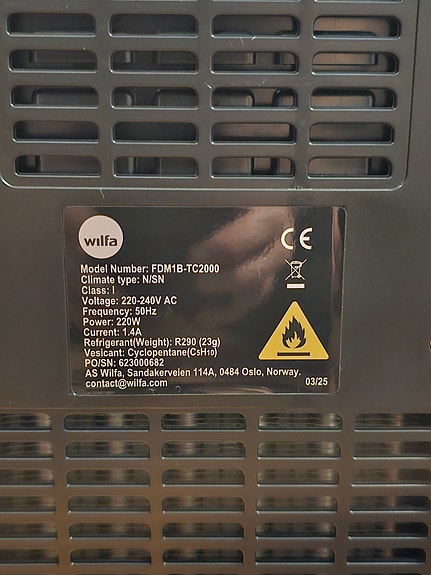 wılfa
CE
Model Number: FDM1B-TC2000
Climate type: N/SN
Class: I
Voltage: 220-240V AC
Frequency: 50Hz
Power: 220W
Current: 1.4A
Refrigerant(Weight): R290 (23g)
Vesicant: Cyclopentane(C₅H₁₀)
PO/SN: 623000682
AS Wilfa, Sandakerveien 114A, 0484 Oslo, Norway.
contact@wilfa.com
03/25